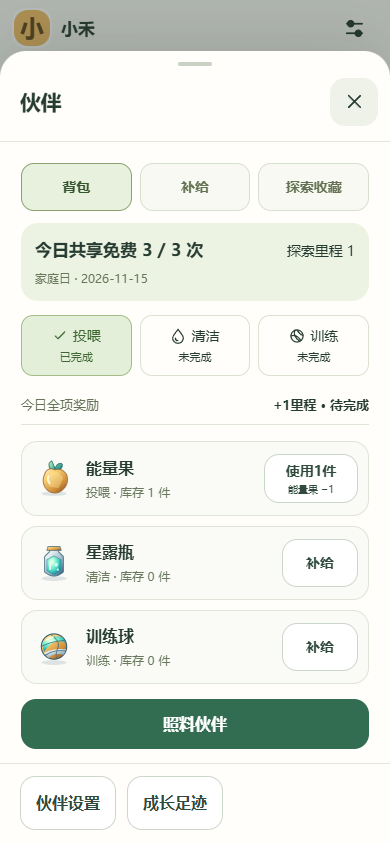 小 小禾
伙伴
背包 补给 探索收藏
今日共享免费 3 / 3 次 探索里程 1
家庭日 · 2026-11-15
投喂 清洁 训练
已完成 未完成 未完成
今日全项奖励 +1里程 • 待完成
能量果 使用1件
投喂 · 库存 1 件 能量果 −1
星露瓶 补给
清洁 · 库存 0 件
训练球 补给
训练 · 库存 0 件
照料伙伴
伙伴设置 成长足迹